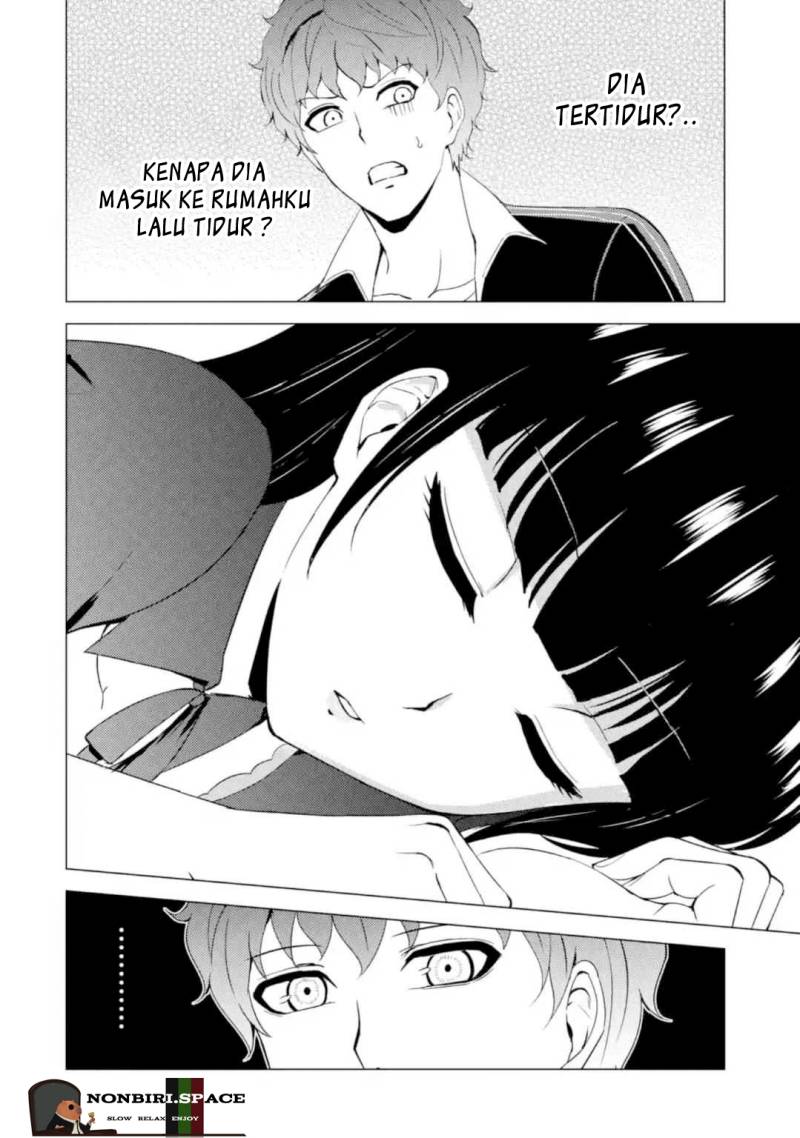 DIA
TERTIDUR?..
KENAPA DIA
MASUK KE RUMAHKU
LALU TIDUR ?
..........
NONBIRI.SPACE
SLOW RELAX ENJOY